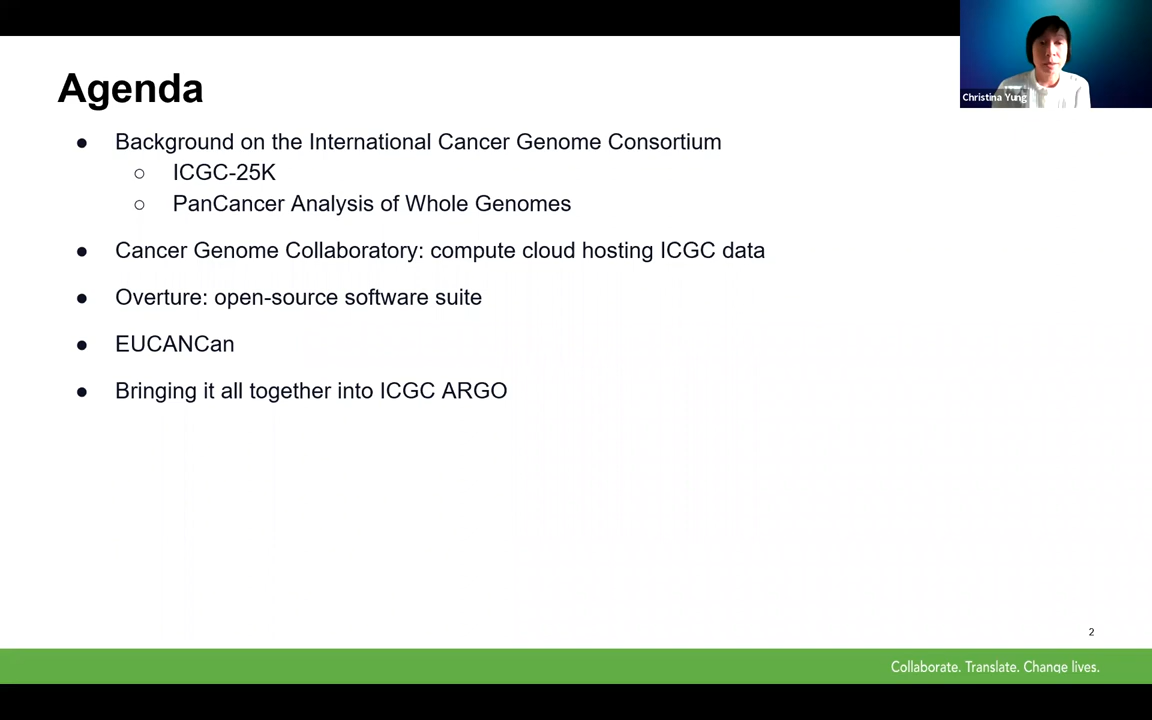 Agenda
Christina Yung
● Background on the International Cancer Genome Consortium
○ ICGC-25K
○ PanCancer Analysis of Whole Genomes
● Cancer Genome Collaboratory: compute cloud hosting ICGC data
● Overture: open-source software suite
● EUCANCan
● Bringing it all together into ICGC ARGO
2
Collaborate. Translate. Change lives.